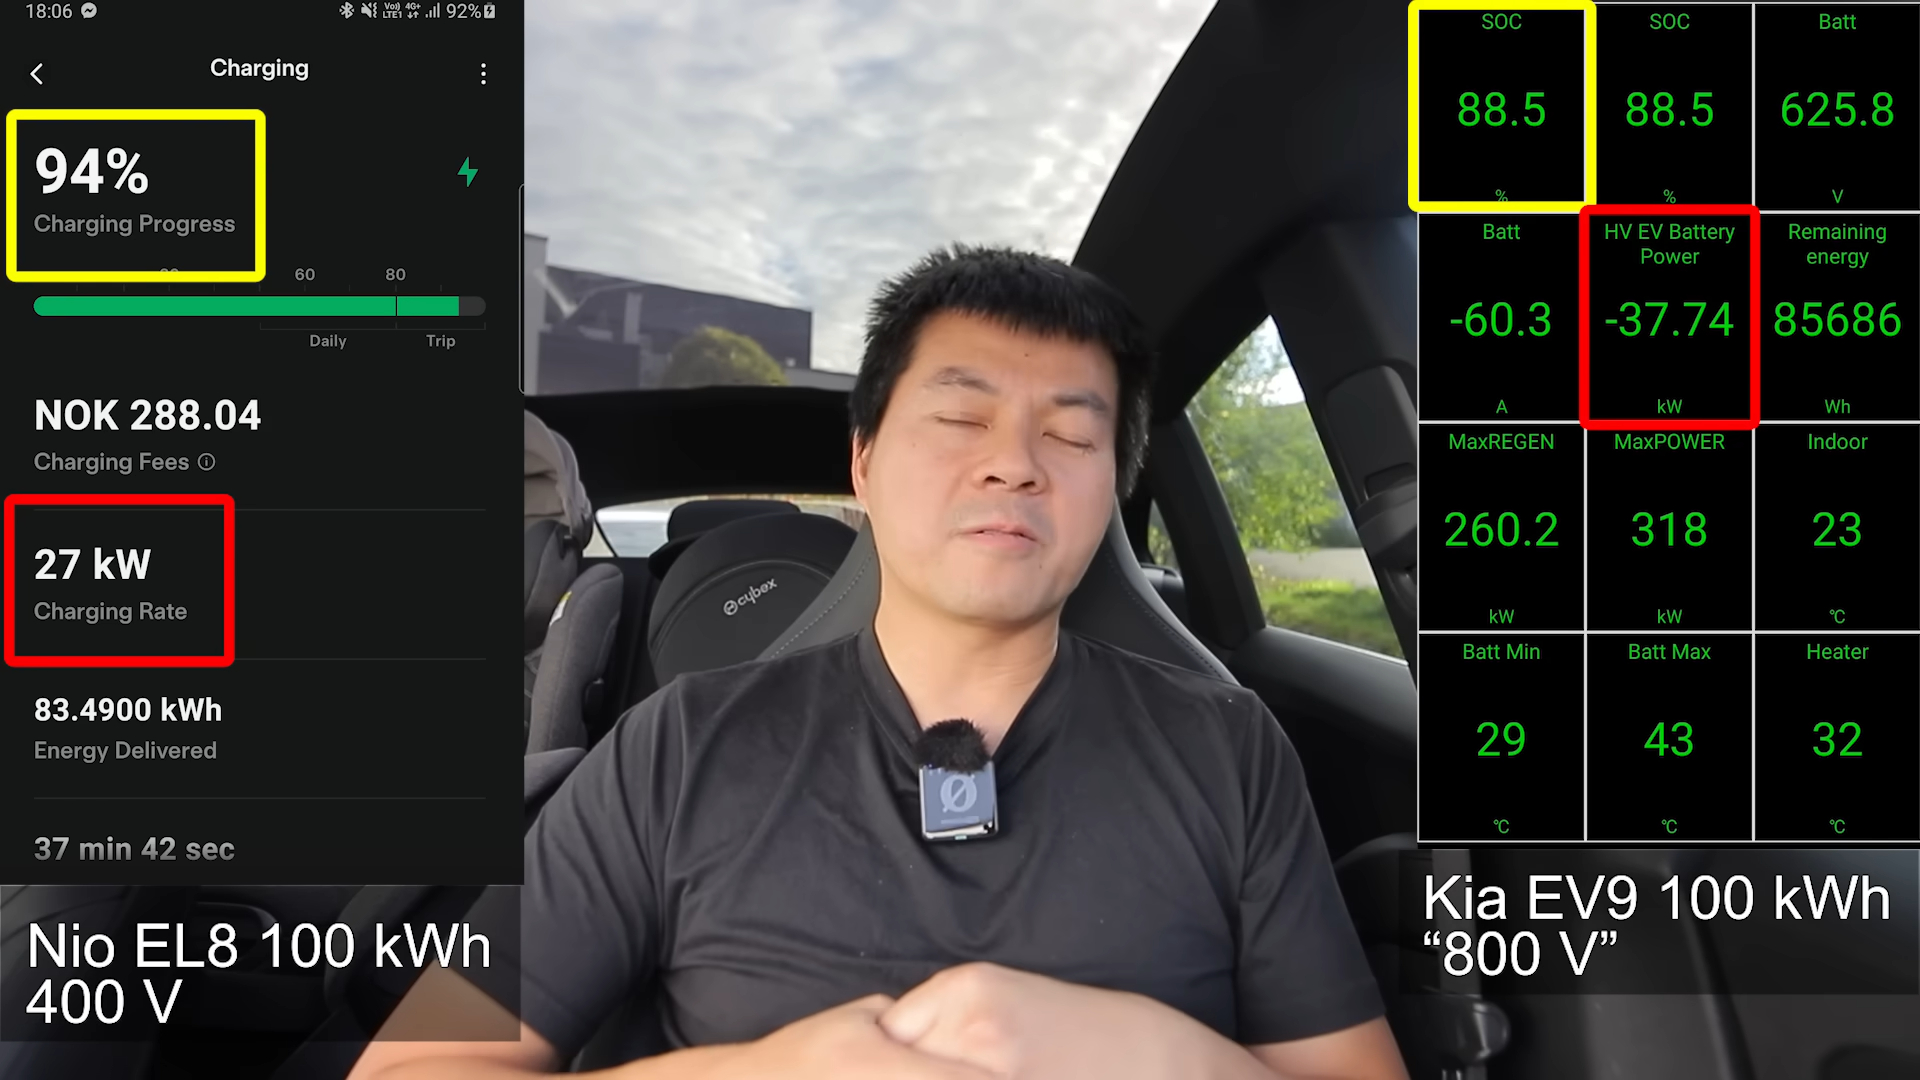 18:06
Vo)) 4G+
LTE1
92%
Charging
94%
Charging Progress
60
80
Daily
Trip
NOK 288.04
Charging Fees
27 kW
Charging Rate
83.4900 kWh
Energy Delivered
37 min 42 sec
Nio EL8 100 kWh
400 V
cybex
SOC
88.5
%
SOC
88.5
%
Batt
625.8
V
Batt
-60.3
A
HV EV Battery
Power
-37.74
kW
Remaining
energy
85686
Wh
MaxREGEN
260.2
kW
MaxPOWER
318
kW
Indoor
23
°C
Batt Min
29
°C
Batt Max
43
°C
Heater
32
°C
Kia EV9 100 kWh
“800 V”